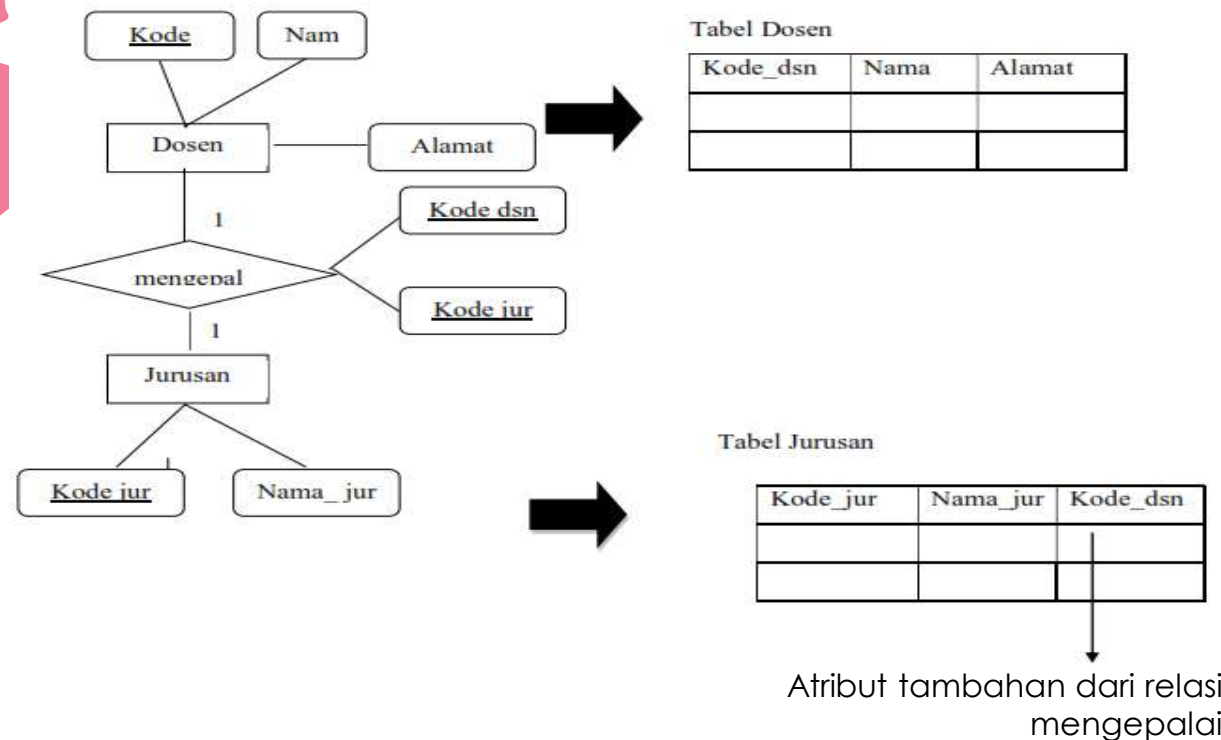 Kode
Nam
Dosen
Alamat
1
Kode dsn
mengepal
Kode jur
1
Jurusan
Kode jur
Nama_ jur
Tabel Dosen
Kode_dsn Nama Alamat
Tabel Jurusan
Kode_jur Nama_jur Kode_dsn
Atribut tambahan dari relasi
mengepalai